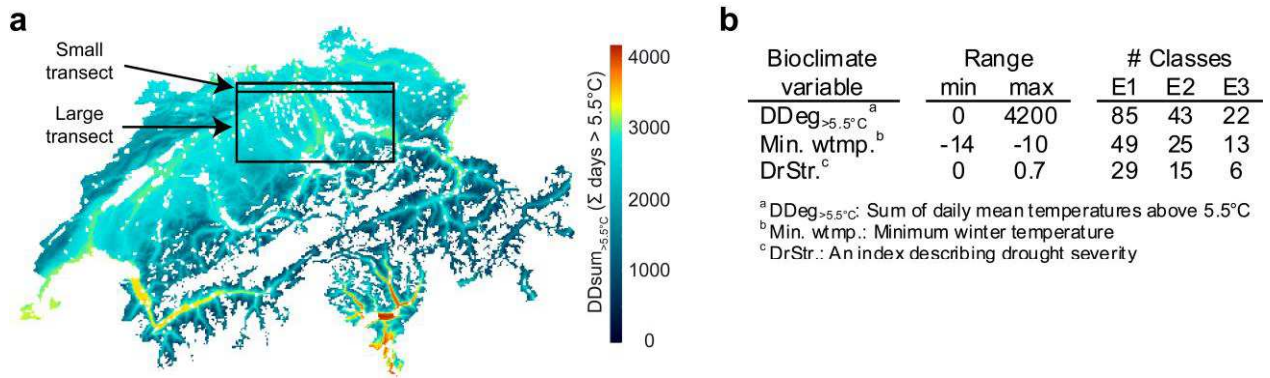 a
Small
transect
Large
transect
4000
3000
2000
1000
0
DDsum>5.5°C (Σ days > 5.5°C)
b
Bioclimate Range # Classes
variable min max E1 E2 E3
DDeg>5.5°C a 0 4200 85 43 22
Min. wtmp. b -14 -10 49 25 13
DrStr. c 0 0.7 29 15 6
a DDeg>5.5°C: Sum of daily mean temperatures above 5.5°C
b Min. wtmp.: Minimum winter temperature
c DrStr.: An index describing drought severity